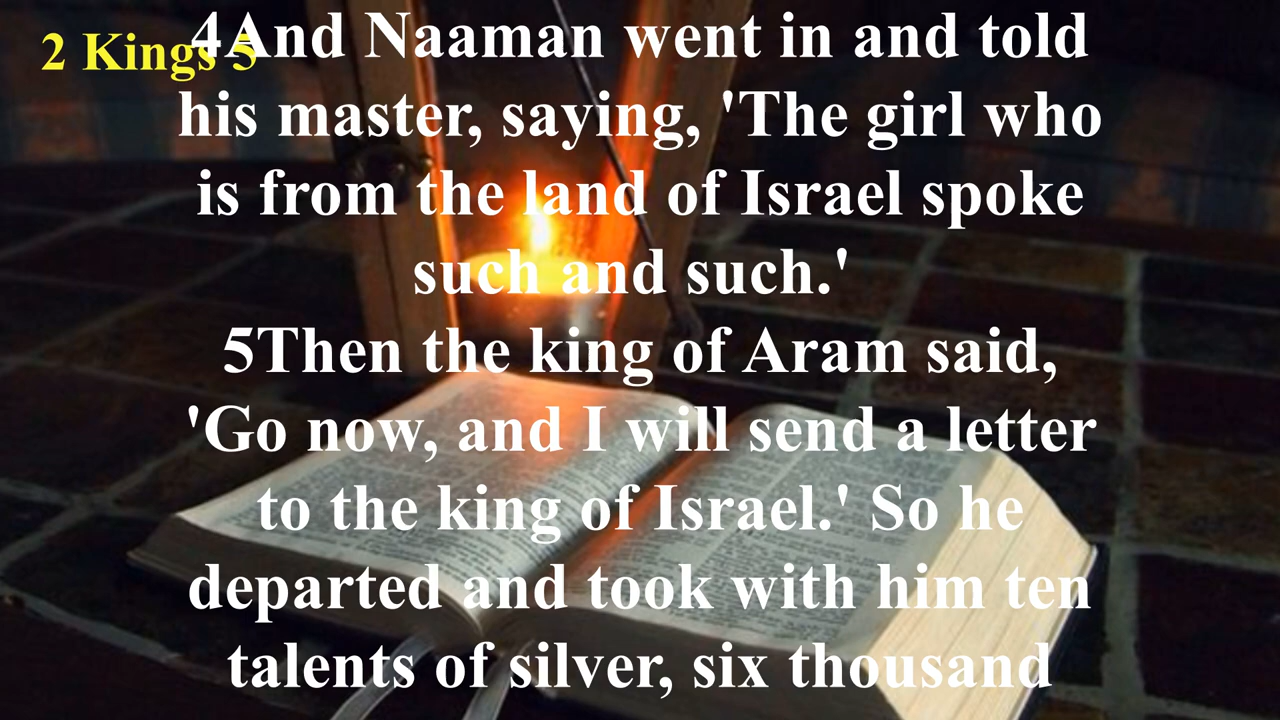 2 Kings 5
4And Naaman went in and told
his master, saying, 'The girl who
is from the land of Israel spoke
such and such.'
5Then the king of Aram said,
'Go now, and I will send a letter
to the king of Israel.' So he
departed and took with him ten
talents of silver, six thousand